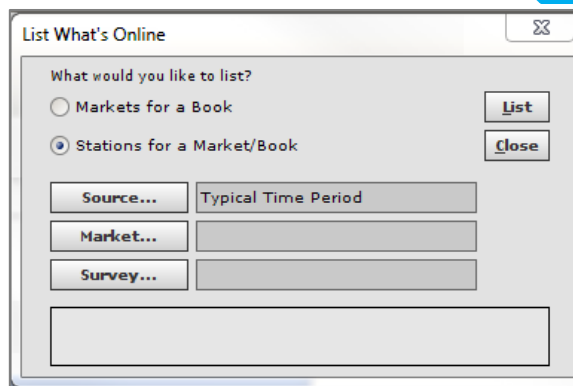 List What's Online
What would you like to list?
Markets for a Book
List
Stations for a Market/Book
Close
Source...
Typical Time Period
Market...
Survey...